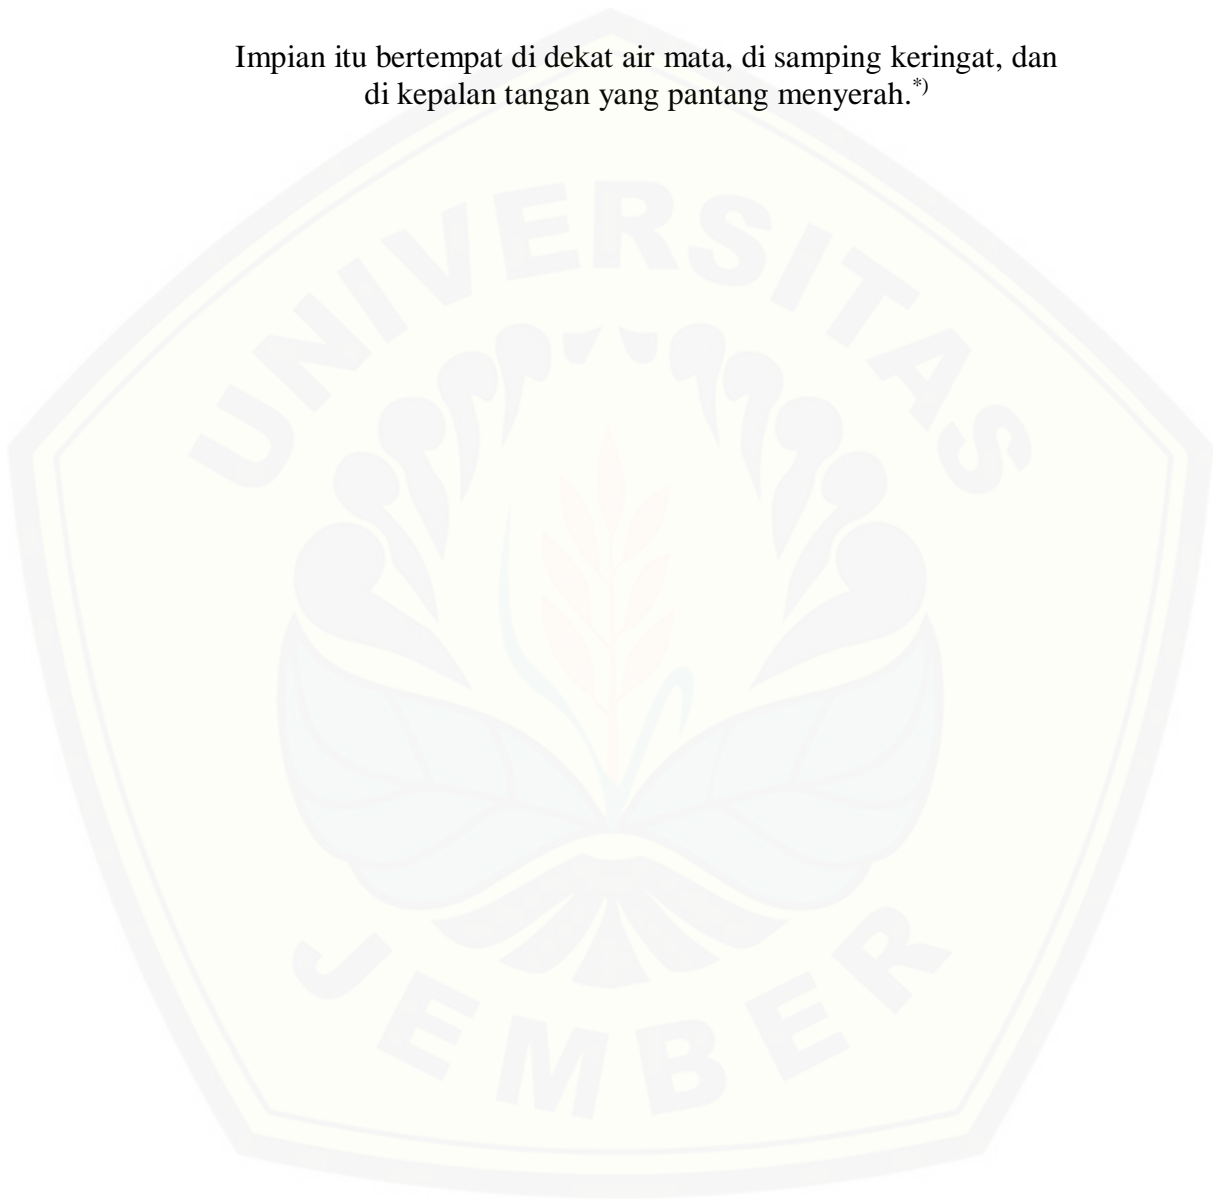 Impian itu bertempat di dekat air mata, di samping keringat, dan
di kepalan tangan yang pantang menyerah.*)
UNIVERSITAS
JEMBER